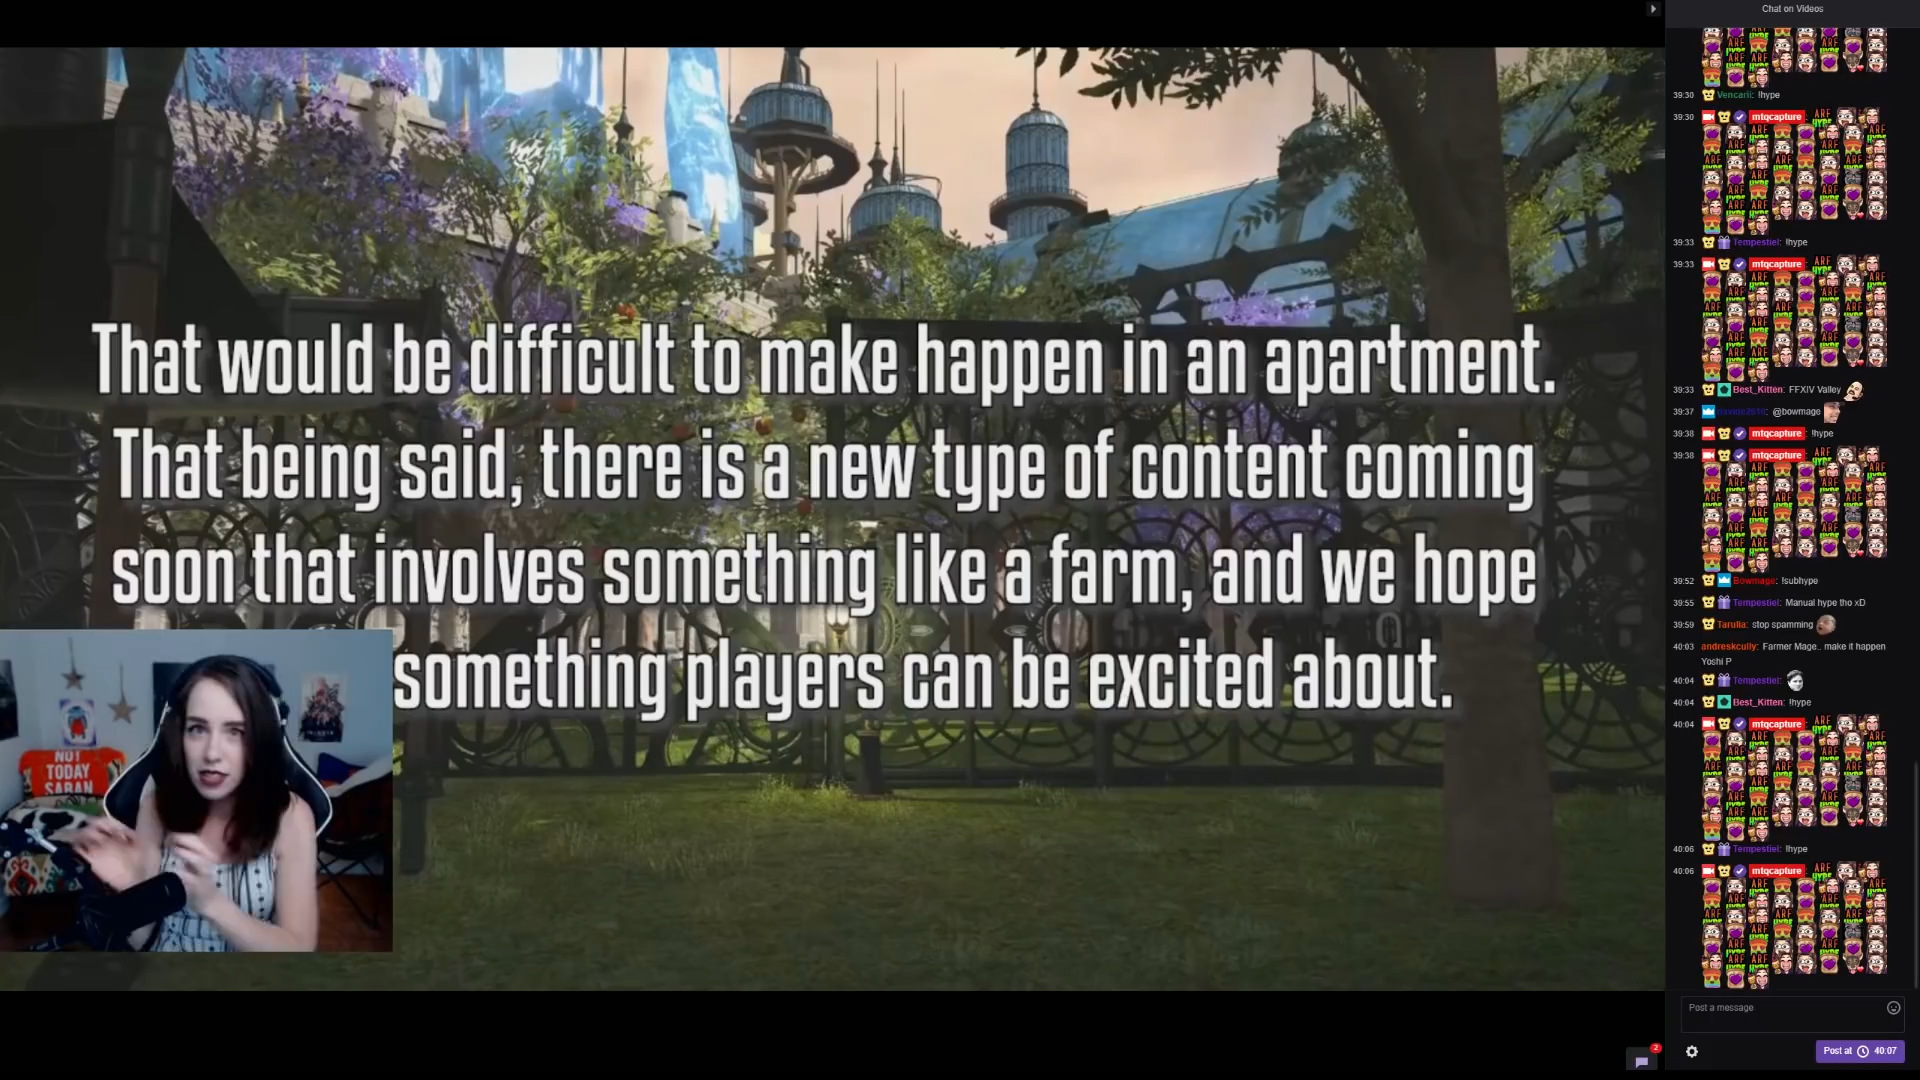 Chat on Videos
39:30 Vencarii: !hype
39:30 mtqcapture
39:33 Tempestiel: !hype
39:33 mtqcapture
39:33 Best_Kitten: FFXIV Valley
39:37 @bowmage
39:38 mtqcapture: !hype
39:38 mtqcapture
39:52 Bowmage: !subhype
39:55 Tempestiel: Manual hype tho xD
39:59 Tarulia: stop spamming
40:03 andreskcully: Farmer Mage.. make it happen
Yoshi P
40:04 Tempestiel:
40:04 Best_Kitten: !hype
40:04 mtqcapture
40:06 Tempestiel: !hype
40:06 mtqcapture
Post a message
Post at 40:07
2
That would be difficult to make happen in an apartment.
That being said, there is a new type of content coming
soon that involves something like a farm, and we hope
something players can be excited about.
NOT
TODAY
SABAN